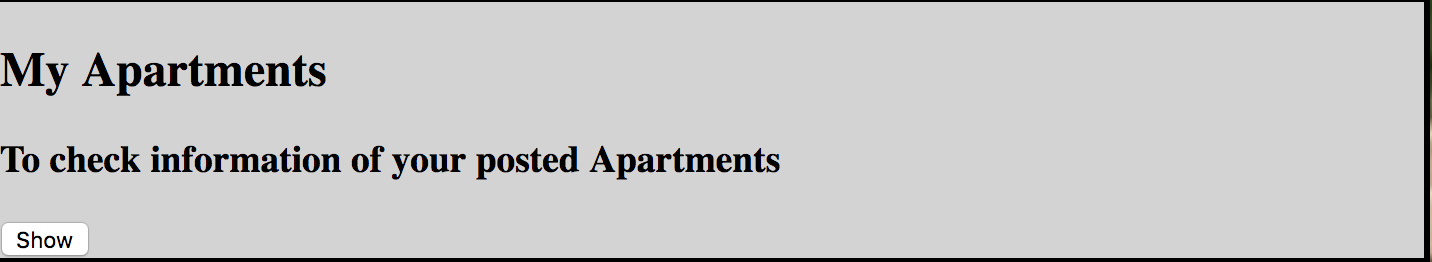 My Apartments
To check information of your posted Apartments
Show